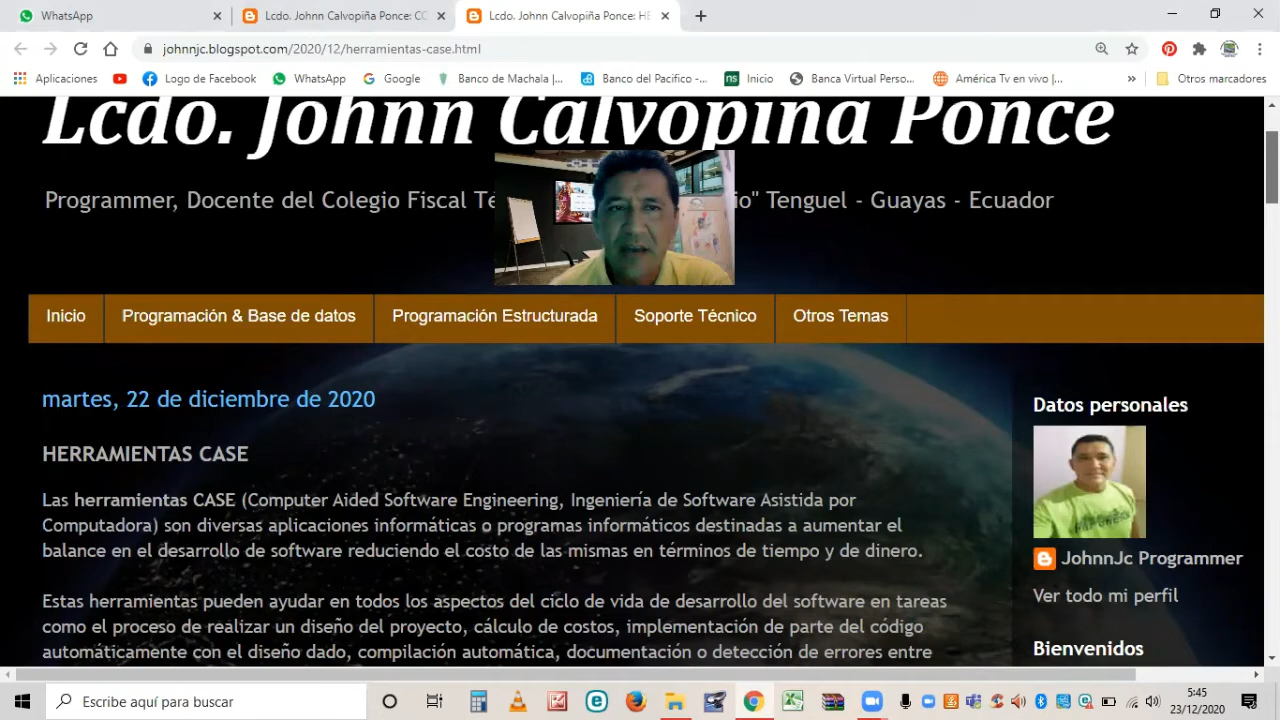 WhatsApp
Lcdo. Johnn Calvopiña Ponce: CC
Lcdo. Johnn Calvopiña Ponce: HE
johnnjc.blogspot.com/2020/12/herramientas-case.html
Aplicaciones
Logo de Facebook
WhatsApp
Google
Banco de Machala |...
Banco del Pacifico -...
ns
Inicio
Banca Virtual Perso...
América Tv en vivo |...
»
Otros marcadores
Lcdo. Johnn Calvopiña Ponce
Programmer, Docente del Colegio Fiscal Té io" Tenguel - Guayas - Ecuador
Inicio
Programación & Base de datos
Programación Estructurada
Soporte Técnico
Otros Temas
martes, 22 de diciembre de 2020
HERRAMIENTAS CASE
Las herramientas CASE (Computer Aided Software Engineering, Ingeniería de Software Asistida por
Computadora) son diversas aplicaciones informáticas o programas informáticos destinadas a aumentar el
balance en el desarrollo de software reduciendo el costo de las mismas en términos de tiempo y de dinero.
Estas herramientas pueden ayudar en todos los aspectos del ciclo de vida de desarrollo del software en tareas
como el proceso de realizar un diseño del proyecto, cálculo de costos, implementación de parte del código
automáticamente con el diseño dado, compilación automática, documentación o detección de errores entre
Datos personales
JohnnJc Programmer
Ver todo mi perfil
Bienvenidos
Escribe aquí para buscar
5:45
23/12/2020